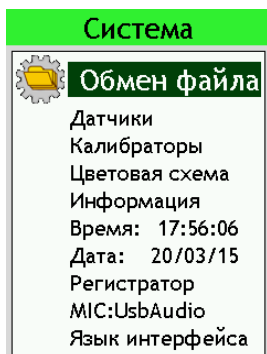 Система
Обмен файла
Датчики
Калибраторы
Цветовая схема
Информация
Время: 17:56:06
Дата: 20/03/15
Регистратор
MIC:UsbAudio
Язык интерфейса